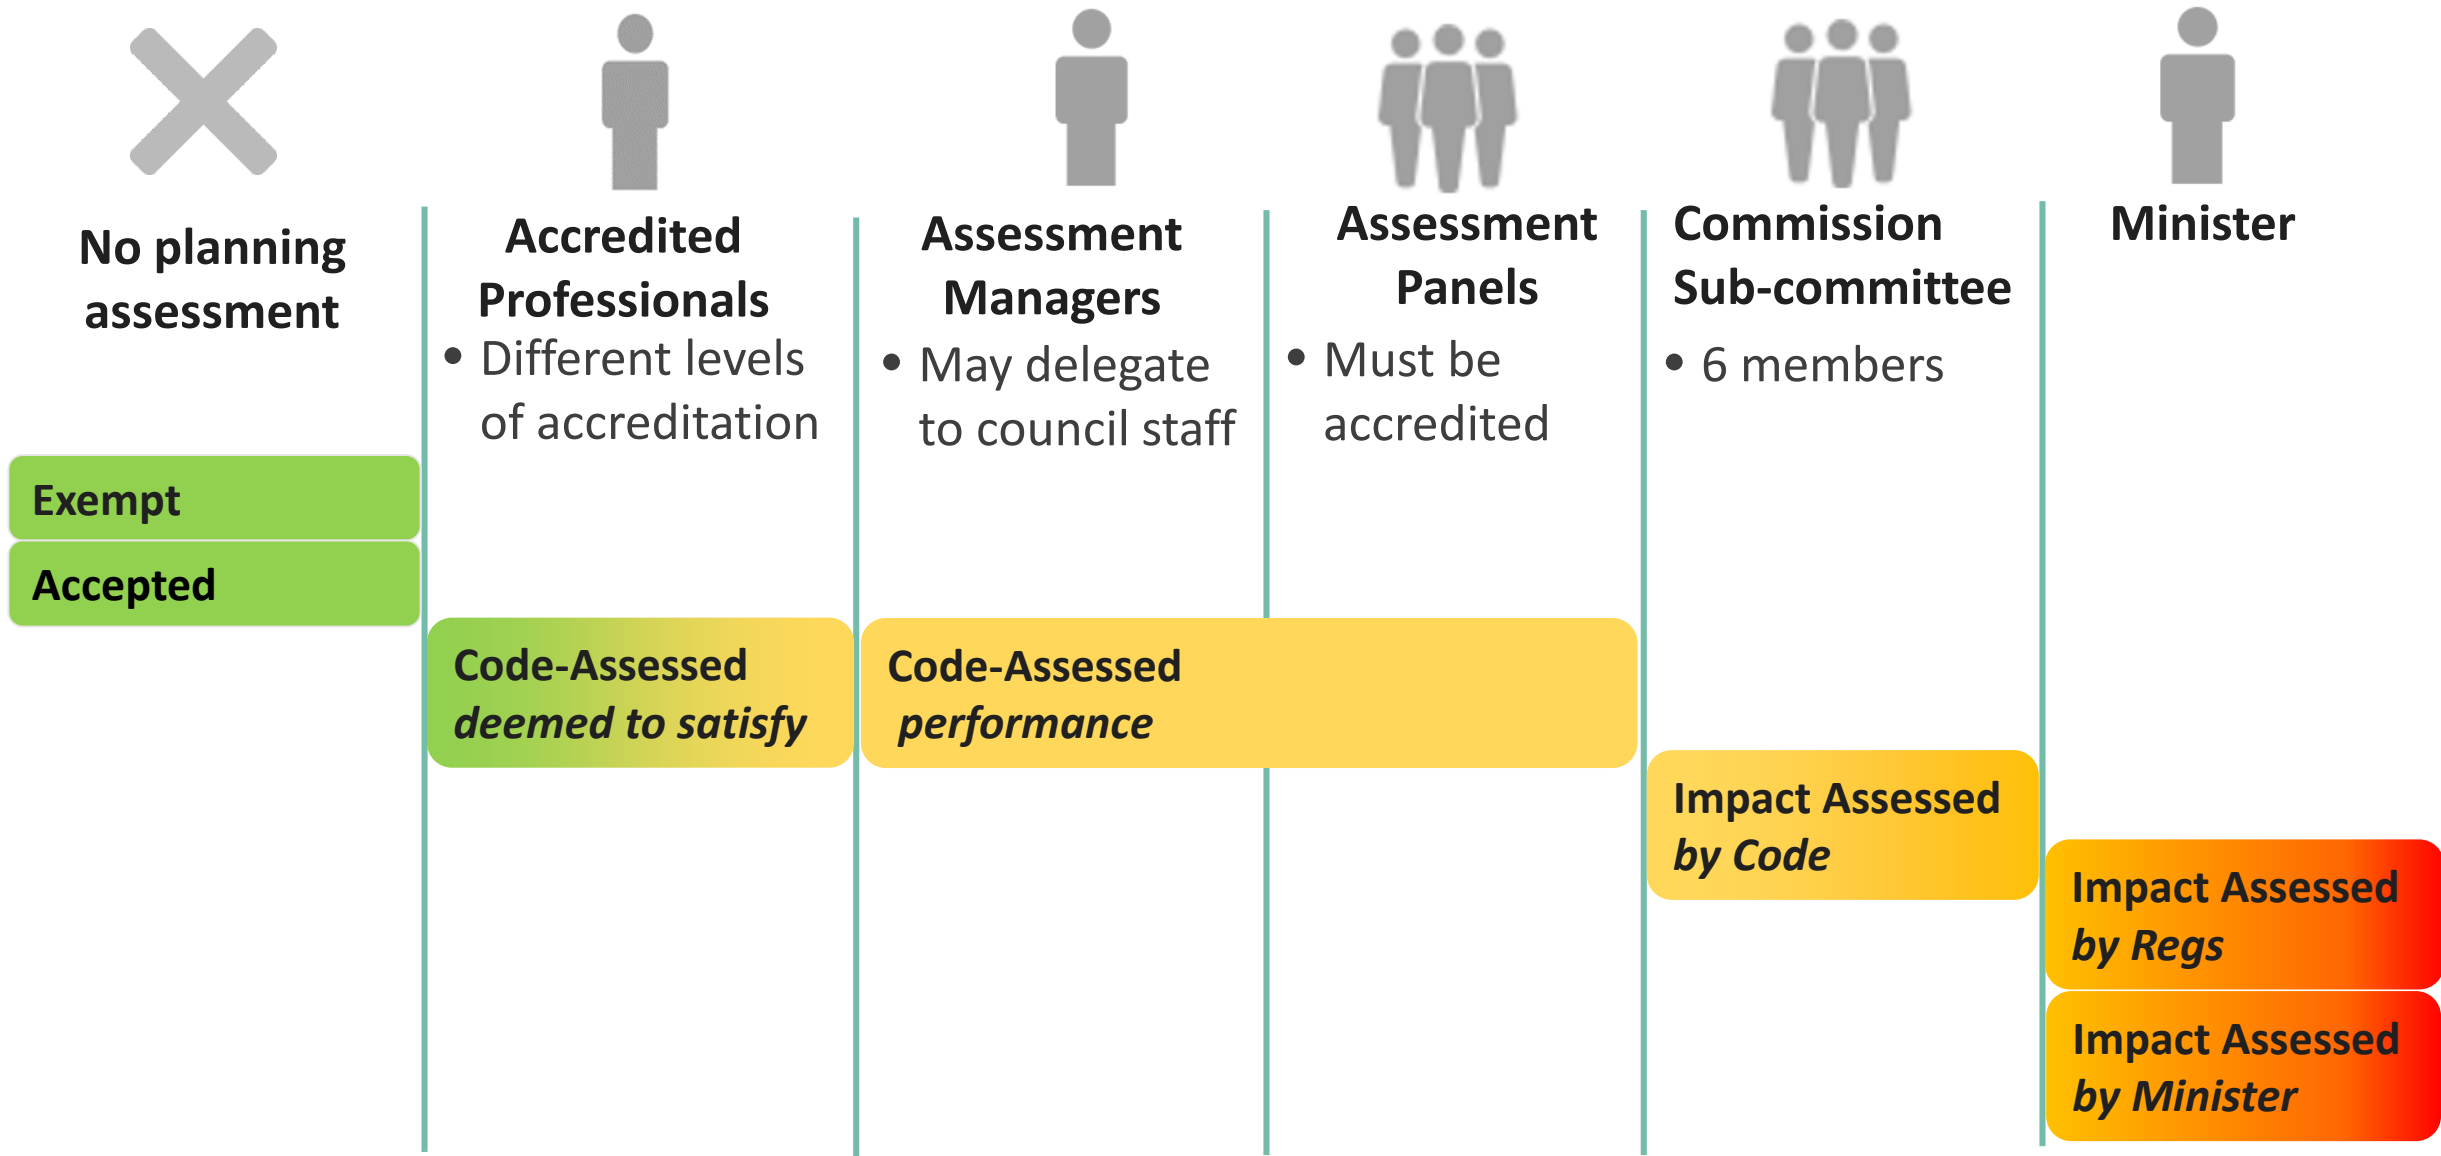 No planning
assessment
Accredited
Professionals
• Different levels
of accreditation
Assessment
Managers
• May delegate
to council staff
Assessment
Panels
• Must be
accredited
Commission
Sub-committee
• 6 members
Minister
Exempt
Accepted
Code-Assessed
deemed to satisfy
Code-Assessed
performance
Impact Assessed
by Code
Impact Assessed
by Regs
Impact Assessed
by Minister